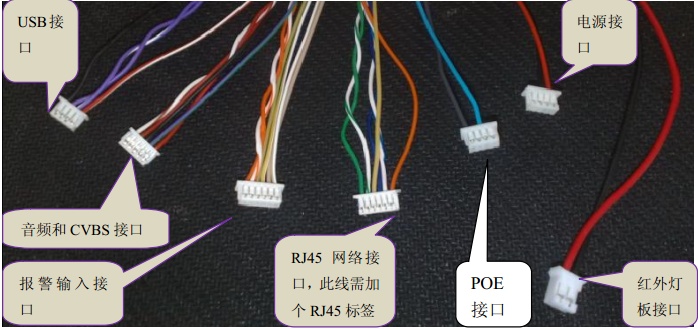 USB接
口
电源接
口
音频和 CVBS 接口
报警输入接
口
RJ45 网络接
口，此线需加
个 RJ45 标签
POE
接口
红外灯
板接口